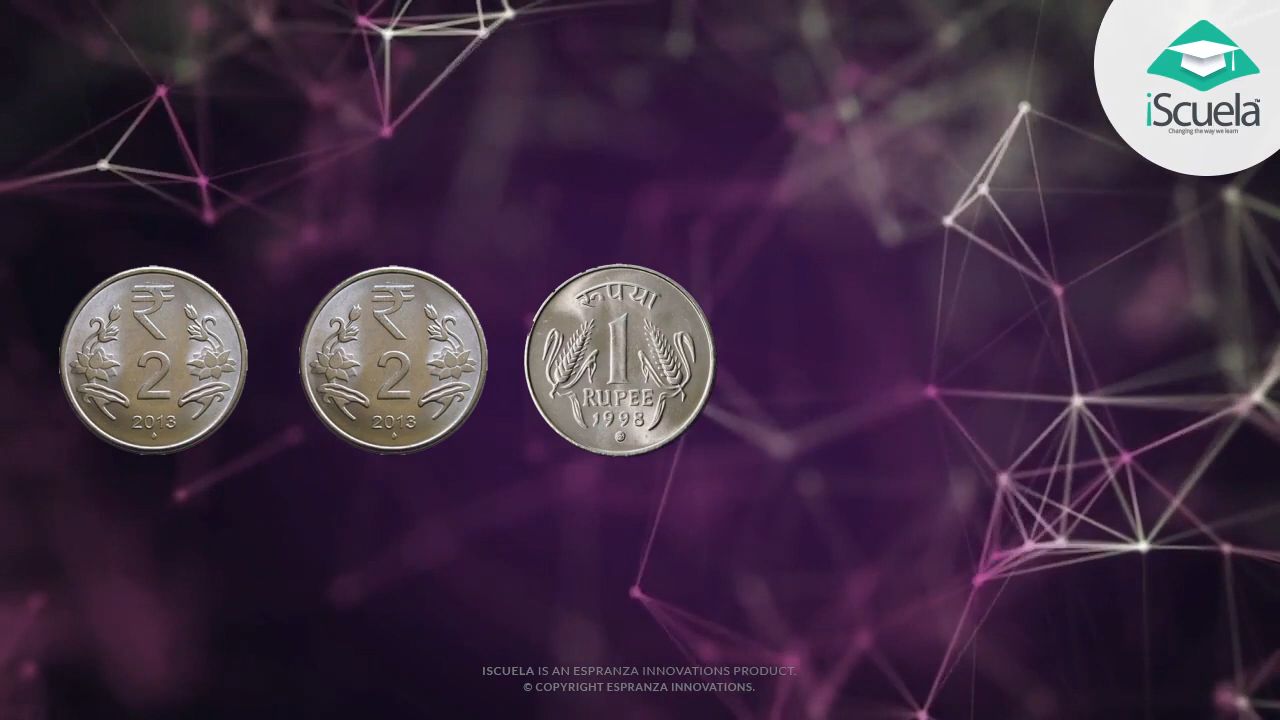 iScuela™
Changing the way we learn
₹
2
2013
₹
2
2013
रूपया
1
RUPEE
1998
ISCUELA IS AN ESPRANZA INNOVATIONS PRODUCT.
© COPYRIGHT ESPRANZA INNOVATIONS.